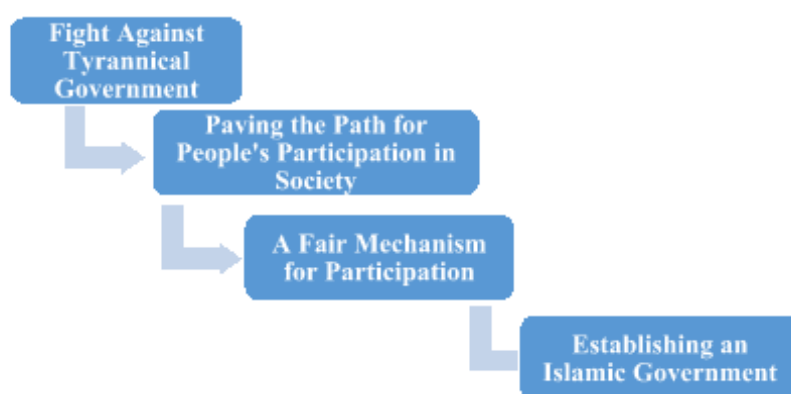 Fight Against
Tyrannical
Government
Paving the Path for
People's Participation in
Society
A Fair Mechanism
for Participation
Establishing an
Islamic Government